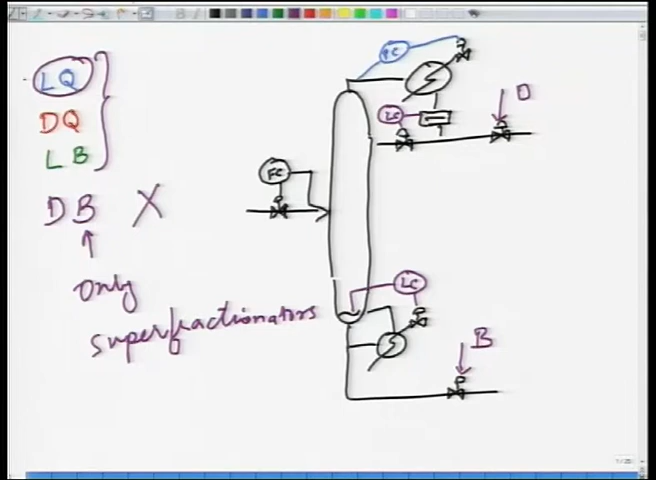 LQ
DQ
LB
DB X
Only
superfractionators
PC
LC
D
FC
LC
B